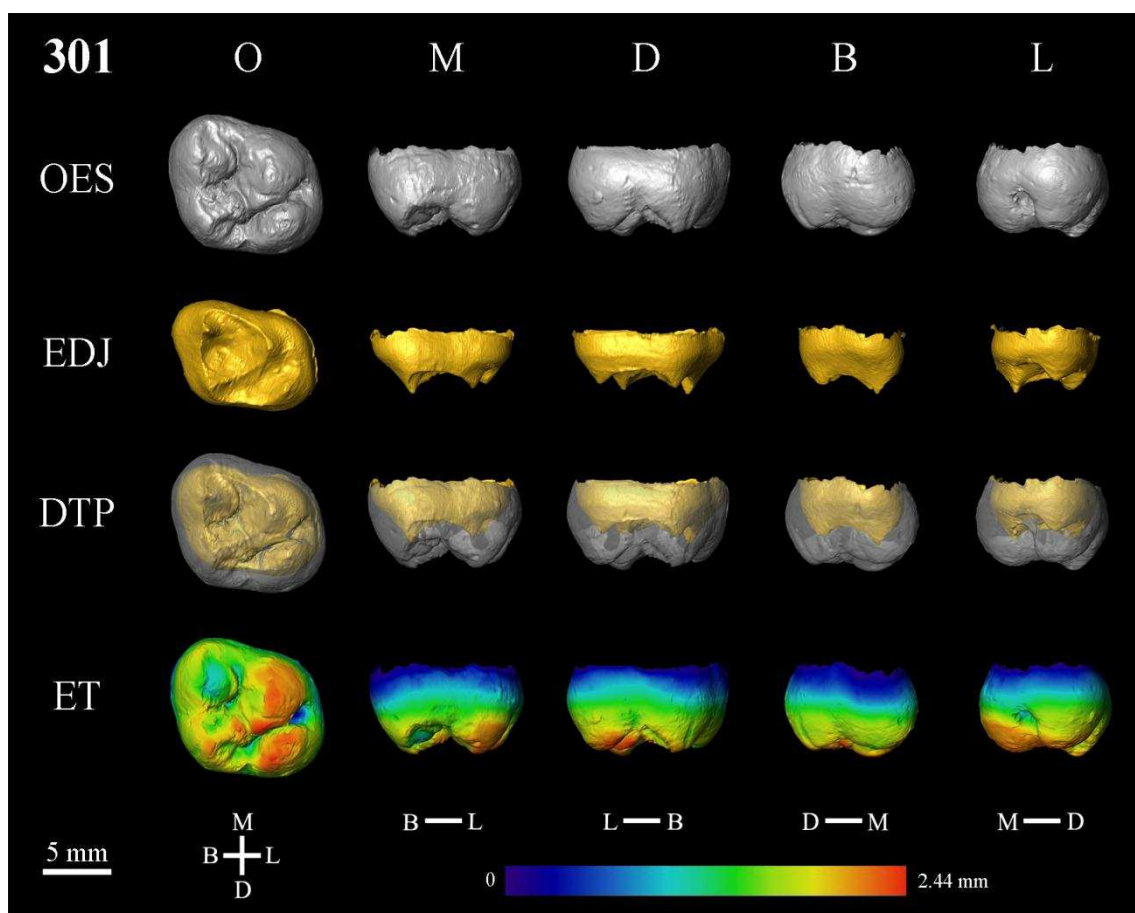 301 O M D B L
OES
EDJ
DTP
ET
M
B L
D
B L
L B
D M
M D
5 mm
0 2.44 mm